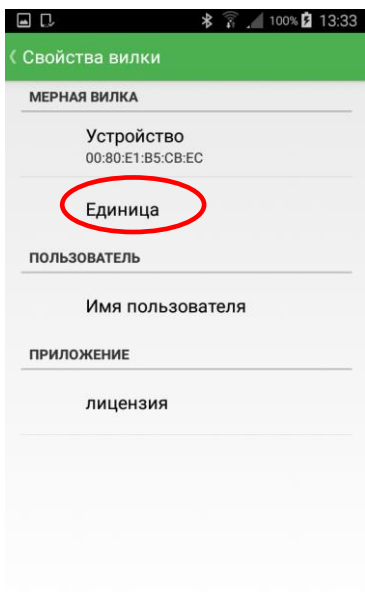 100% 13:33
Свойства вилки
МЕРНАЯ ВИЛКА
Устройство
00:80:E1:B5:CB:EC
Единица
ПОЛЬЗОВАТЕЛЬ
Имя пользователя
ПРИЛОЖЕНИЕ
лицензия